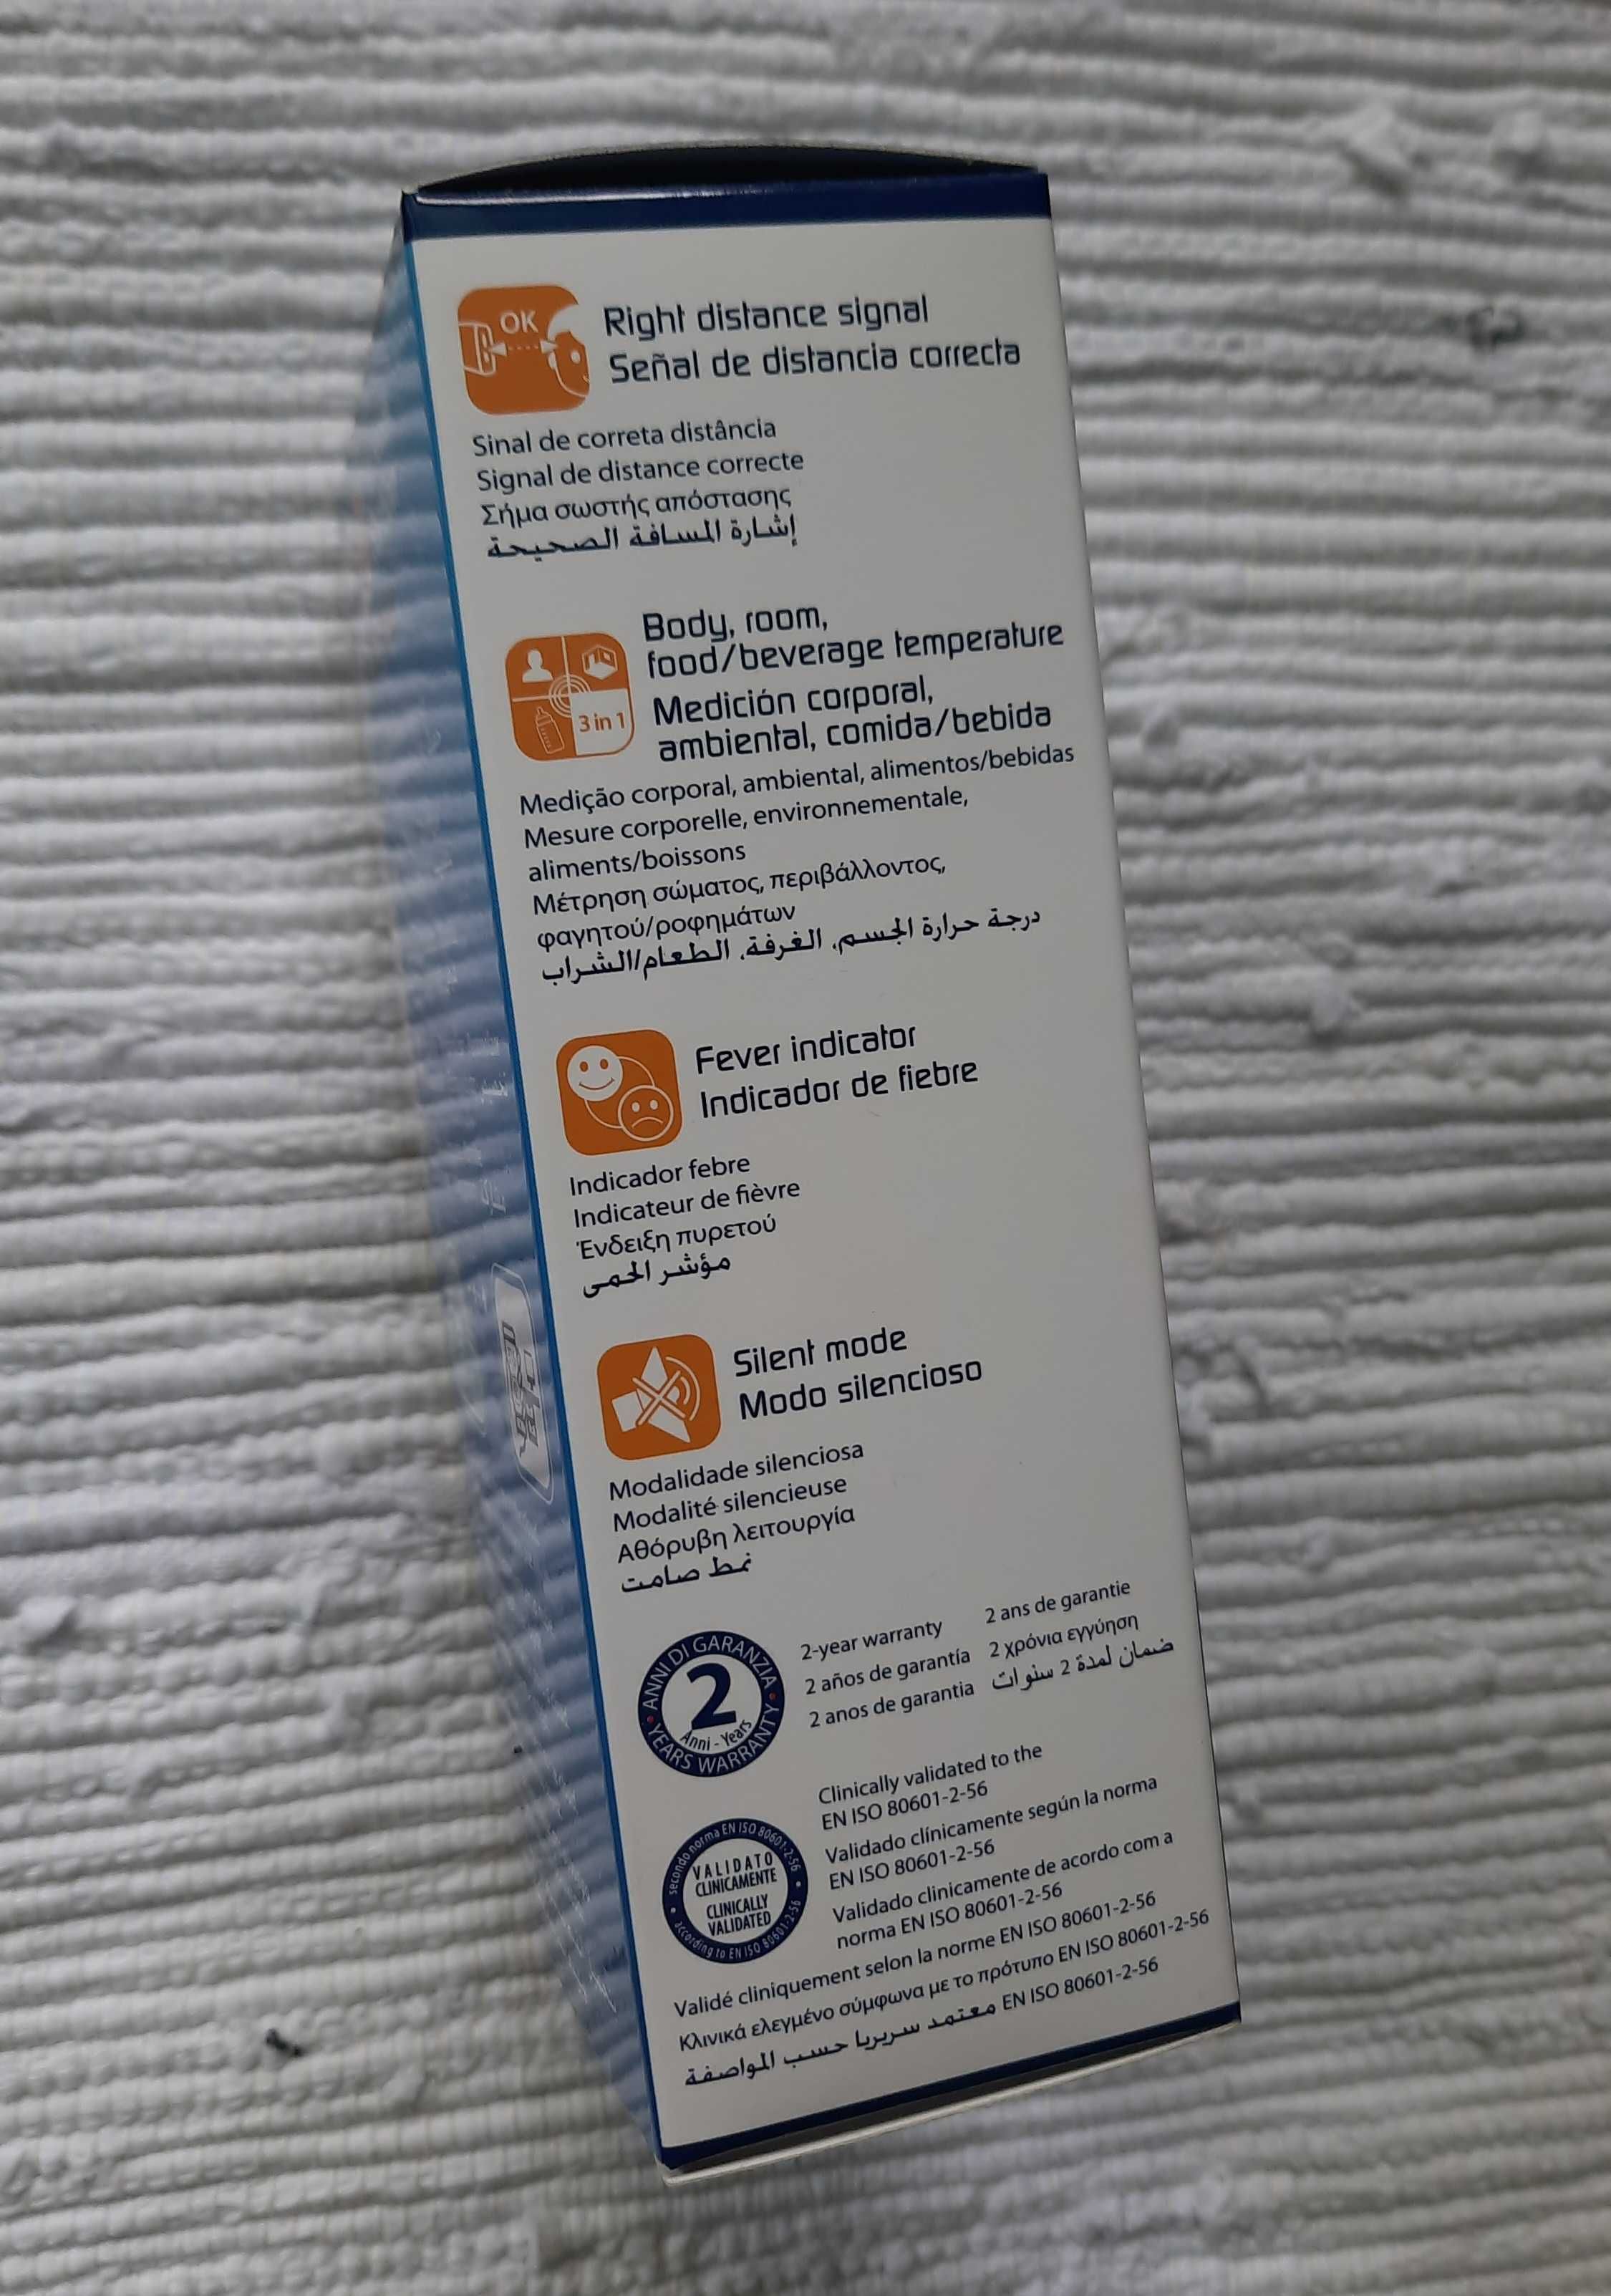 OK
Right distance signal
Señal de distancia correcta
Sinal de correta distância
Signal de distance correcte
Σήμα σωστής απόστασης
إشارة المسافة الصحيحة
3 in 1
Body, room,
food/beverage temperature
Medición corporal,
ambiental, comida/bebida
Medição corporal, ambiental, alimentos/bebidas
Mesure corporelle, environnementale,
aliments/boissons
Μέτρηση σώματος, περιβάλλοντος,
φαγητού/ροφημάτων
درجة حرارة الجسم, الغرفة, الطعام/الشراب
Fever indicator
Indicador de fiebre
Indicador febre
Indicateur de fièvre
Ένδειξη πυρετού
مؤشر الحمى
Silent mode
Modo silencioso
Modalidade silenciosa
Modalité silencieuse
Αθόρυβη λειτουργία
نمط صامت
ANNI DI GARANZIA
2
Anni - Years
YEARS WARRANTY
2-year warranty
2 años de garantía
2 anos de garantia
2 ans de garantie
2 χρόνια εγγύηση
ضمان لمدة 2 سنوات
secondo norma EN ISO 80601-2-56
VALIDATO
CLINICAMENTE
CLINICALLY
VALIDATED
according to EN ISO 80601-2-56
Clinically validated to the
EN ISO 80601-2-56
Validado clínicamente según la norma
EN ISO 80601-2-56
Validado clinicamente de acordo com a
norma EN ISO 80601-2-56
Validé cliniquement selon la norme EN ISO 80601-2-56
Κλινικά ελεγμένο σύμφωνα με το πρότυπο EN ISO 80601-2-56
معتمد سريريا حسب المواصفة EN ISO 80601-2-56